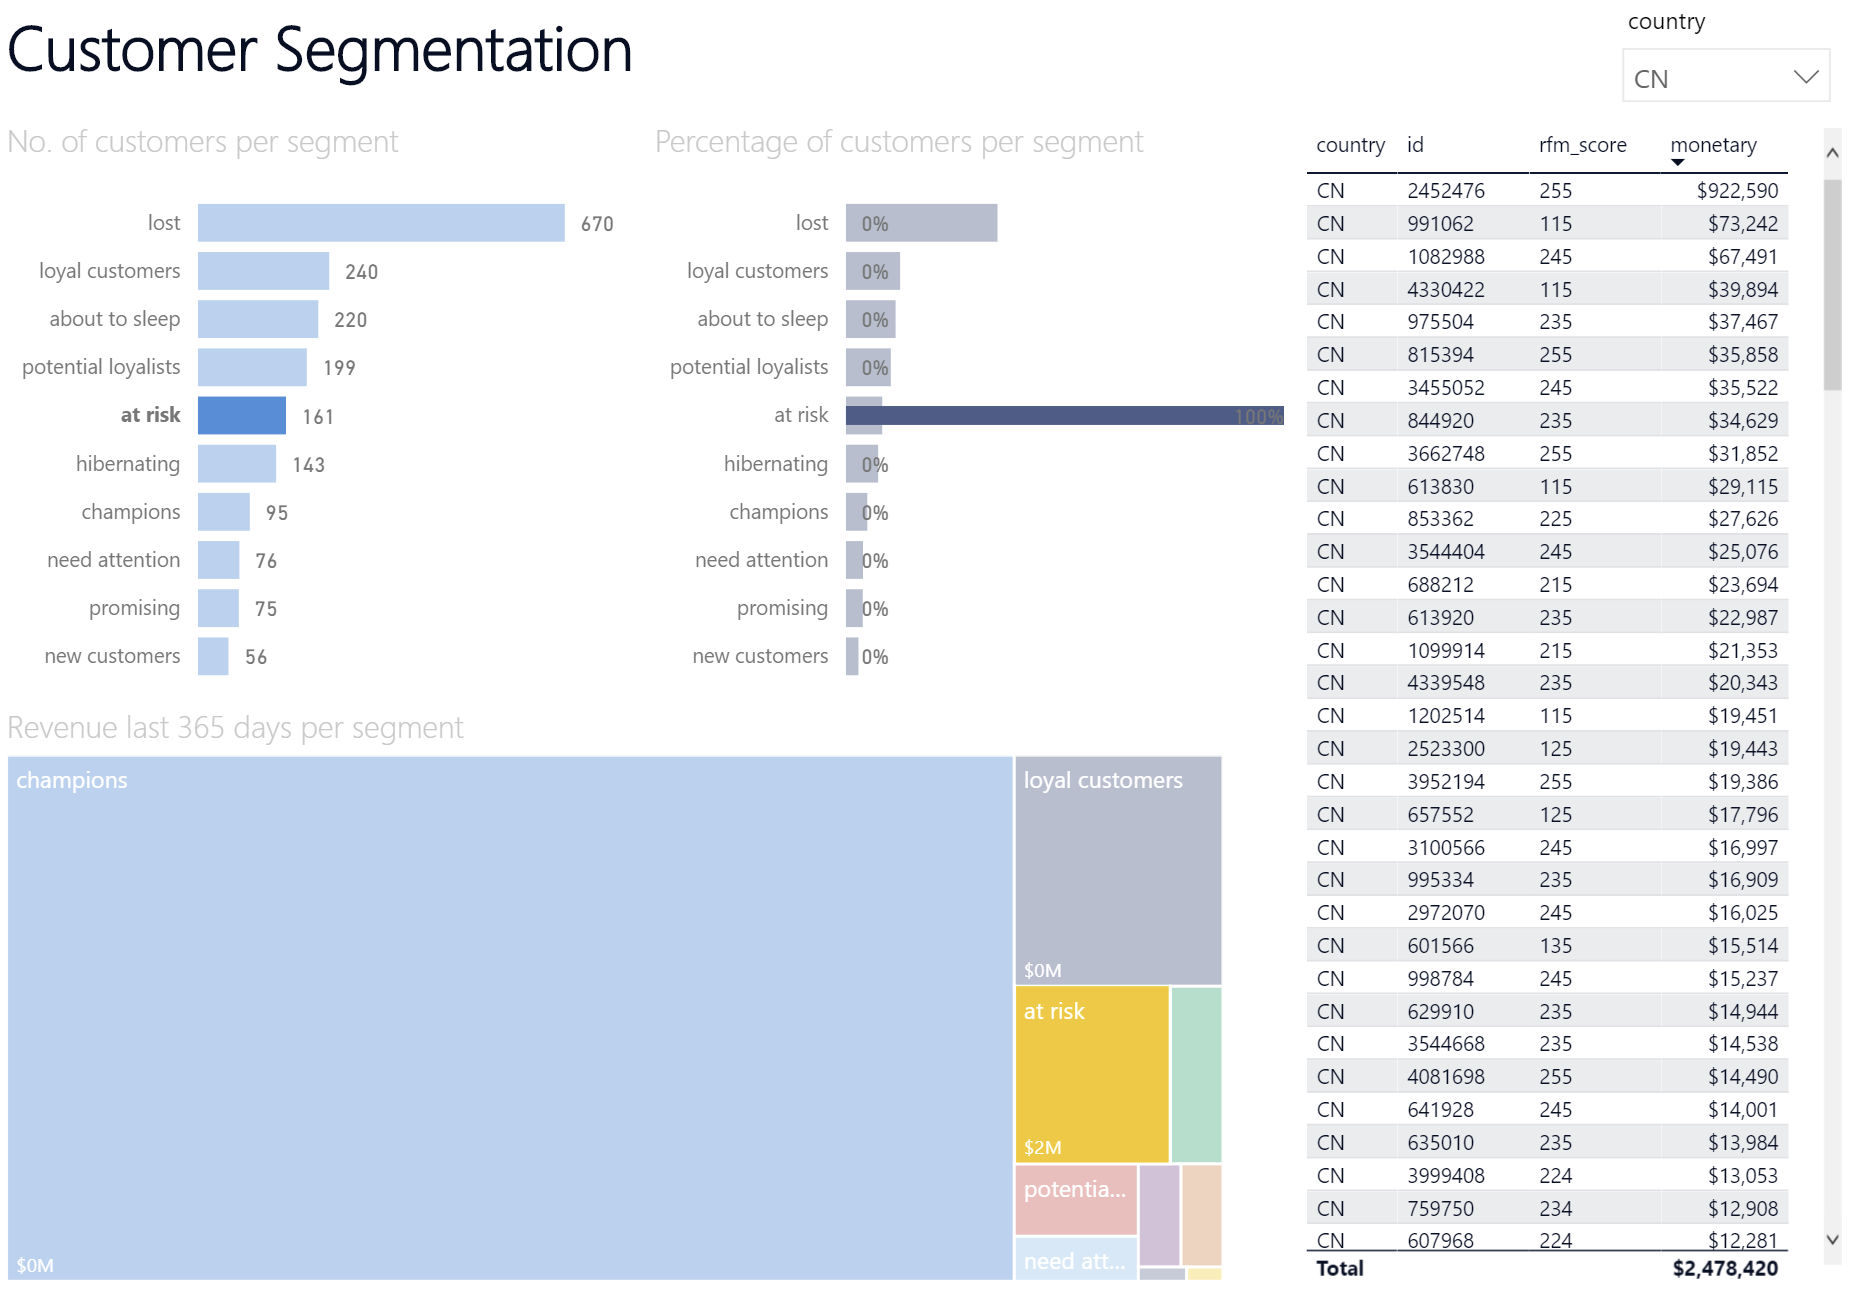 Customer Segmentation
country
CN
No. of customers per segment
lost 670
loyal customers 240
about to sleep 220
potential loyalists 199
at risk 161
hibernating 143
champions 95
need attention 76
promising 75
new customers 56
Percentage of customers per segment
lost 0%
loyal customers 0%
about to sleep 0%
potential loyalists 0%
at risk 100%
hibernating 0%
champions 0%
need attention 0%
promising 0%
new customers 0%
Revenue last 365 days per segment
champions
$0M
loyal customers
$0M
at risk
$2M
potentia...
need att...
country id rfm_score monetary
CN 2452476 255 $922,590
CN 991062 115 $73,242
CN 1082988 245 $67,491
CN 4330422 115 $39,894
CN 975504 235 $37,467
CN 815394 255 $35,858
CN 3455052 245 $35,522
CN 844920 235 $34,629
CN 3662748 255 $31,852
CN 613830 115 $29,115
CN 853362 225 $27,626
CN 3544404 245 $25,076
CN 688212 215 $23,694
CN 613920 235 $22,987
CN 1099914 215 $21,353
CN 4339548 235 $20,343
CN 1202514 115 $19,451
CN 2523300 125 $19,443
CN 3952194 255 $19,386
CN 657552 125 $17,796
CN 3100566 245 $16,997
CN 995334 235 $16,909
CN 2972070 245 $16,025
CN 601566 135 $15,514
CN 998784 245 $15,237
CN 629910 235 $14,944
CN 3544668 235 $14,538
CN 4081698 255 $14,490
CN 641928 245 $14,001
CN 635010 235 $13,984
CN 3999408 224 $13,053
CN 759750 234 $12,908
CN 607968 224 $12,281
Total $2,478,420